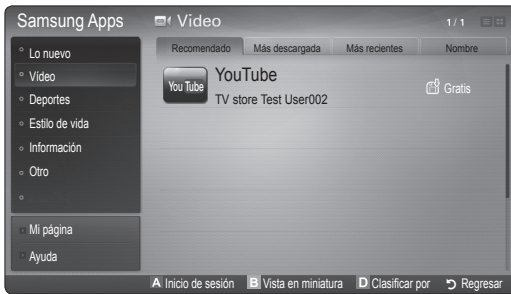 Samsung Apps
Video
1/1
Lo nuevo
Vídeo
Deportes
Estilo de vida
Información
Otro
Mi página
Ayuda
Recomendado
Más descargada
Más recientes
Nombre
You Tube
YouTube
TV store Test User002
Gratis
A Inicio de sesión
B Vista en miniatura
D Clasificar por
Regresar